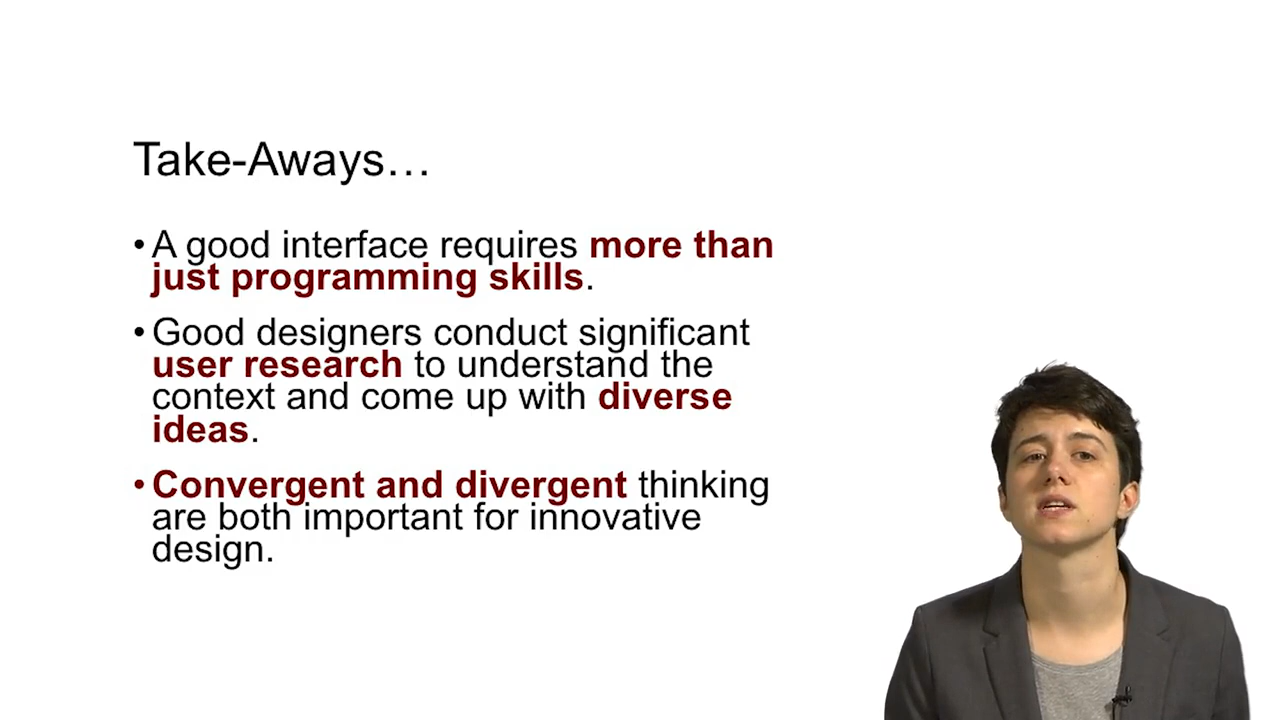 Take-Aways…
•A good interface requires more than
just programming skills.
•Good designers conduct significant
user research to understand the
context and come up with diverse
ideas.
•Convergent and divergent thinking
are both important for innovative
design.